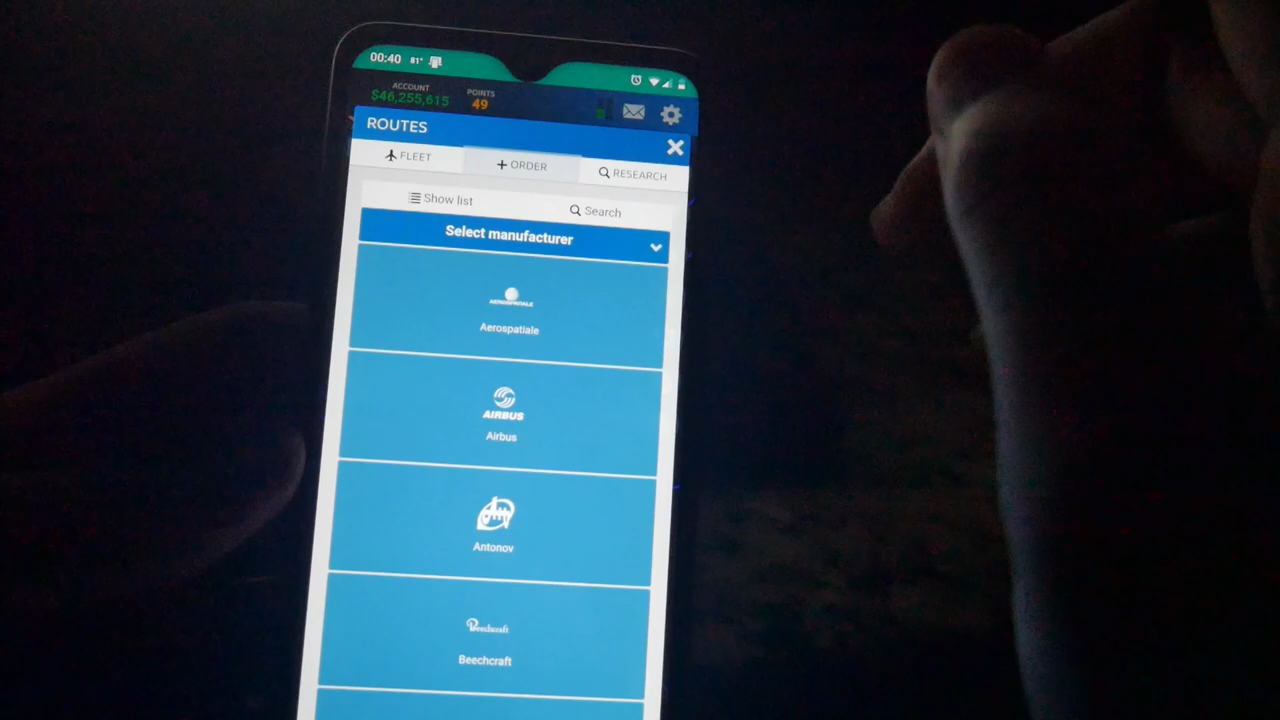 00:40 81°
ACCOUNT
$46,255,615
POINTS
49
ROUTES
FLEET
ORDER
RESEARCH
Show list
Search
Select manufacturer
AEROSPATIALE
Aerospatiale
AIRBUS
Airbus
Antonov
Beechcraft
Beechcraft